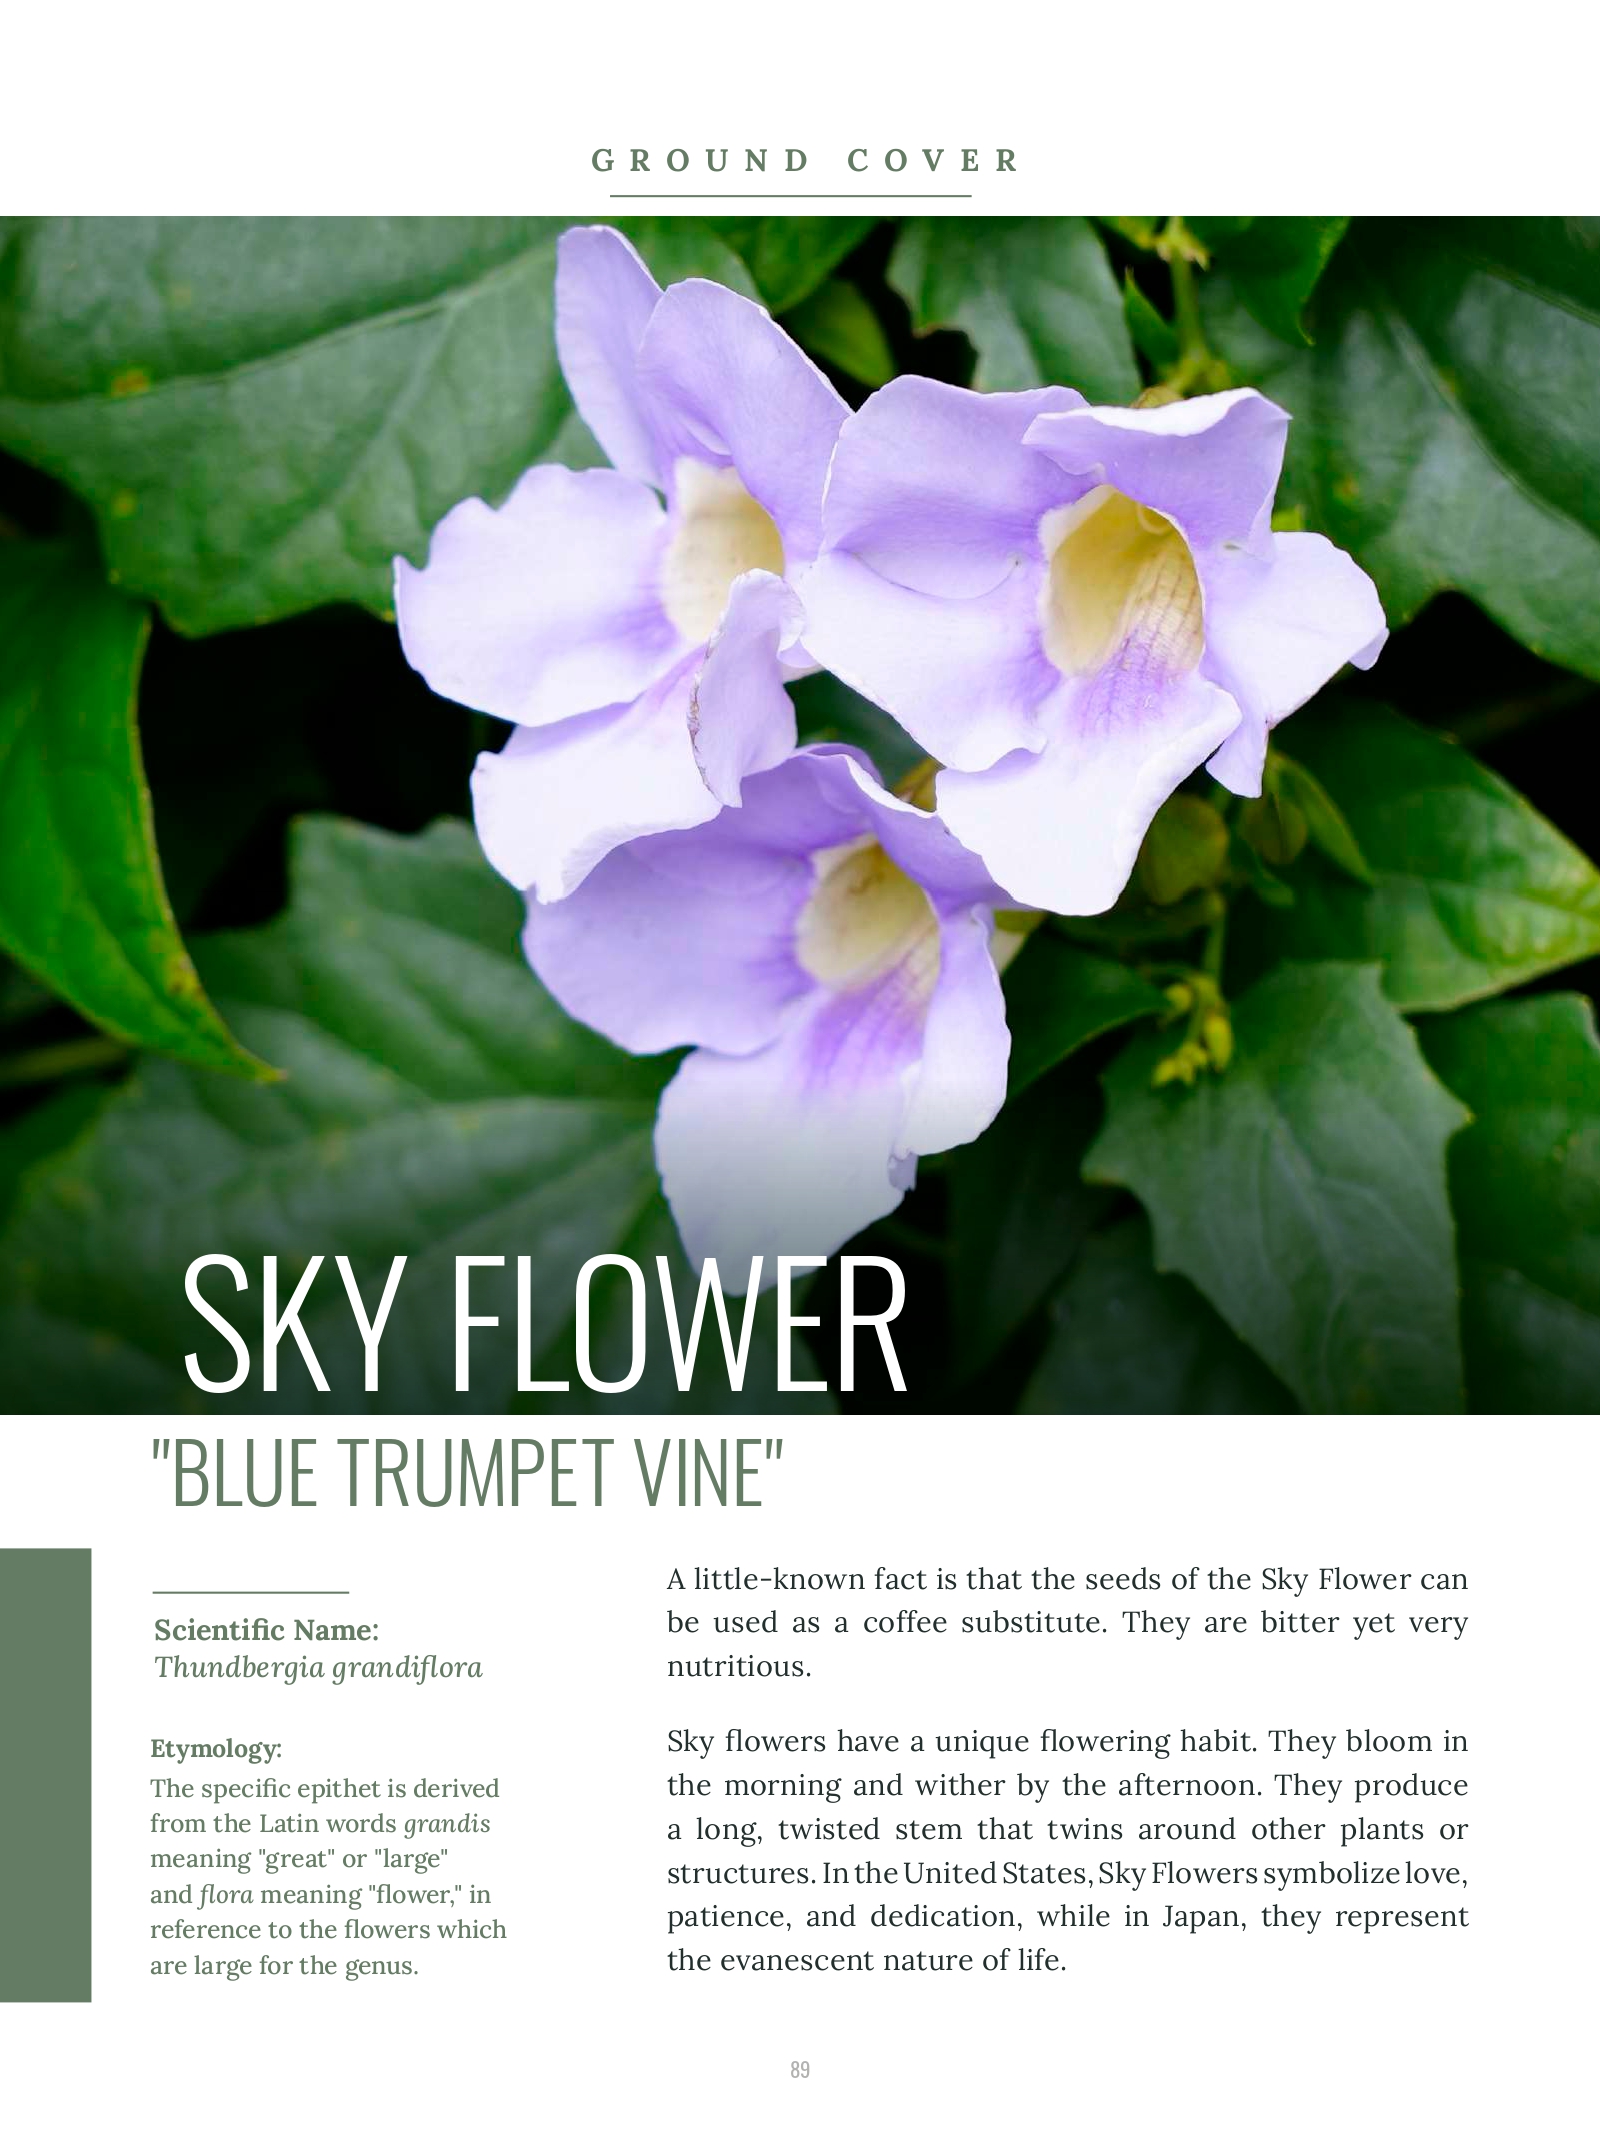 GROUND COVER
SKY FLOWER
"BLUE TRUMPET VINE"
Scientific Name:
Thundbergia grandiflora
Etymology:
The specific epithet is derived
from the Latin words grandis
meaning "great" or "large"
and flora meaning "flower," in
reference to the flowers which
are large for the genus.
A little-known fact is that the seeds of the Sky Flower can
be used as a coffee substitute. They are bitter yet very
nutritious.
Sky flowers have a unique flowering habit. They bloom in
the morning and wither by the afternoon. They produce
a long, twisted stem that twins around other plants or
structures. In the United States, Sky Flowers symbolize love,
patience, and dedication, while in Japan, they represent
the evanescent nature of life.
89